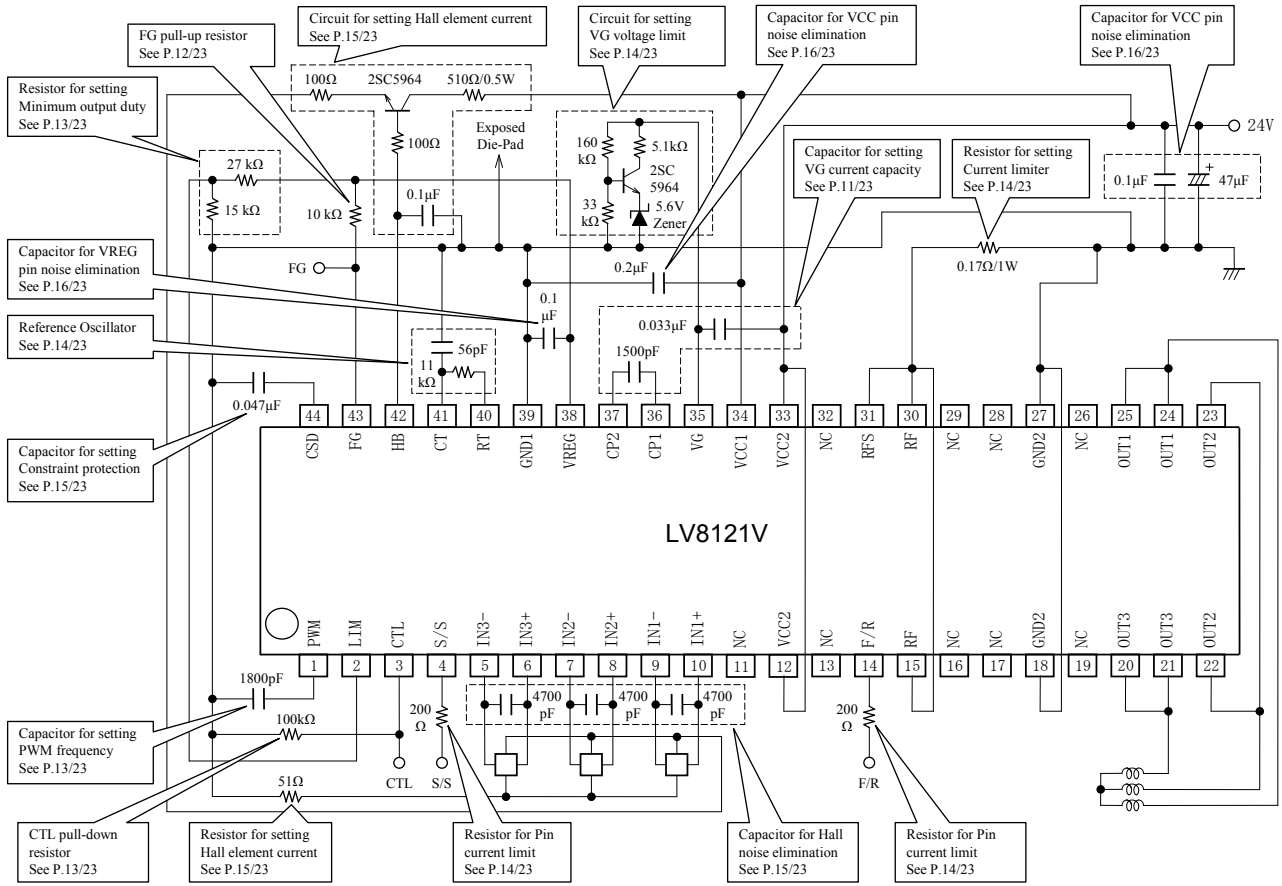 FG pull-up resistor
See P.12/23
Circuit for setting Hall element current
See P.15/23
Circuit for setting
VG voltage limit
See P.14/23
Capacitor for VCC pin
noise elimination
See P.16/23
Capacitor for VCC pin
noise elimination
See P.16/23
Resistor for setting
Minimum output duty
See P.13/23
100Ω
2SC5964
510Ω/0.5W
100Ω
Exposed
Die-Pad
160
kΩ
5.1kΩ
2SC
5964
33
kΩ
5.6V
Zener
Capacitor for setting
VG current capacity
See P.11/23
Resistor for setting
Current limiter
See P.14/23
24V
0.1μF
+
47μF
27 kΩ
15 kΩ
10 kΩ
0.1μF
0.17Ω/1W
FG
Capacitor for VREG
pin noise elimination
See P.16/23
0.2μF
0.1
μF
0.033μF
1500pF
Reference Oscillator
See P.14/23
56pF
11
kΩ
0.047μF
44 43 42 41 40 39 38 37 36 35 34 33 32 31 30 29 28 27 26 25 24 23
CSD FG HB CT RT GND1 VREG CP2 CP1 VG VCC1 VCC2 NC RFS RF NC NC GND2 NC OUT1 OUT1 OUT2
Capacitor for setting
Constraint protection
See P.15/23
LV8121V
PWM LIM CTL S/S IN3- IN3+ IN2- IN2+ IN1- IN1+ NC VCC2 NC F/R RF NC NC GND2 NC OUT3 OUT3 OUT2
1 2 3 4 5 6 7 8 9 10 11 12 13 14 15 16 17 18 19 20 21 22
1800pF
4700
pF
4700
pF
4700
pF
200
Ω
200
Ω
100kΩ
Capacitor for setting
PWM frequency
See P.13/23
CTL
S/S
F/R
51Ω
CTL pull-down
resistor
See P.13/23
Resistor for setting
Hall element current
See P.15/23
Resistor for Pin
current limit
See P.14/23
Capacitor for Hall
noise elimination
See P.15/23
Resistor for Pin
current limit
See P.14/23